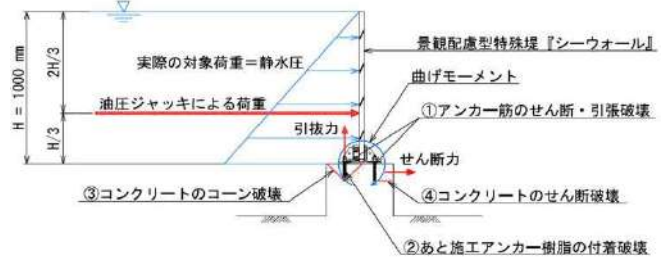 H = 1000 mm
2H/3
H/3
実際の対象荷重＝静水圧
油圧ジャッキによる荷重
景観配慮型特殊堤『シーウォール』
曲げモーメント
①アンカー筋のせん断・引張破壊
引抜力
せん断力
③コンクリートのコーン破壊
④コンクリートのせん断破壊
②あと施工アンカー樹脂の付着破壊